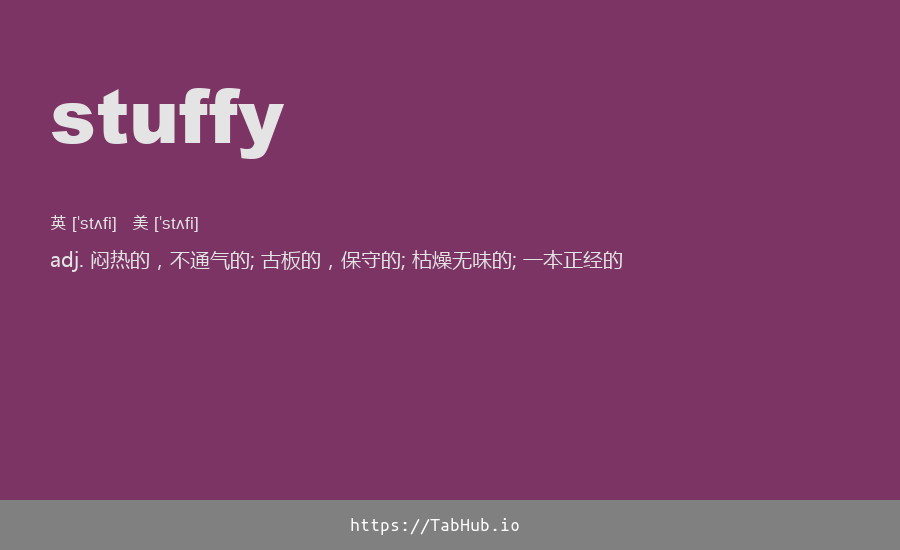 stuffy
英 ['stʌfi] 美 ['stʌfi]
adj. 闷热的，不通气的; 古板的，保守的; 枯燥无味的; 一本正经的
https://TabHub.io